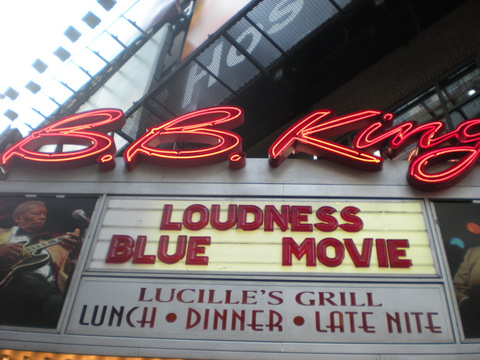 B.B. King
LOUDNESS
BLUE MOVIE
LUCILLE'S GRILL
LUNCH • DINNER • LATE NITE